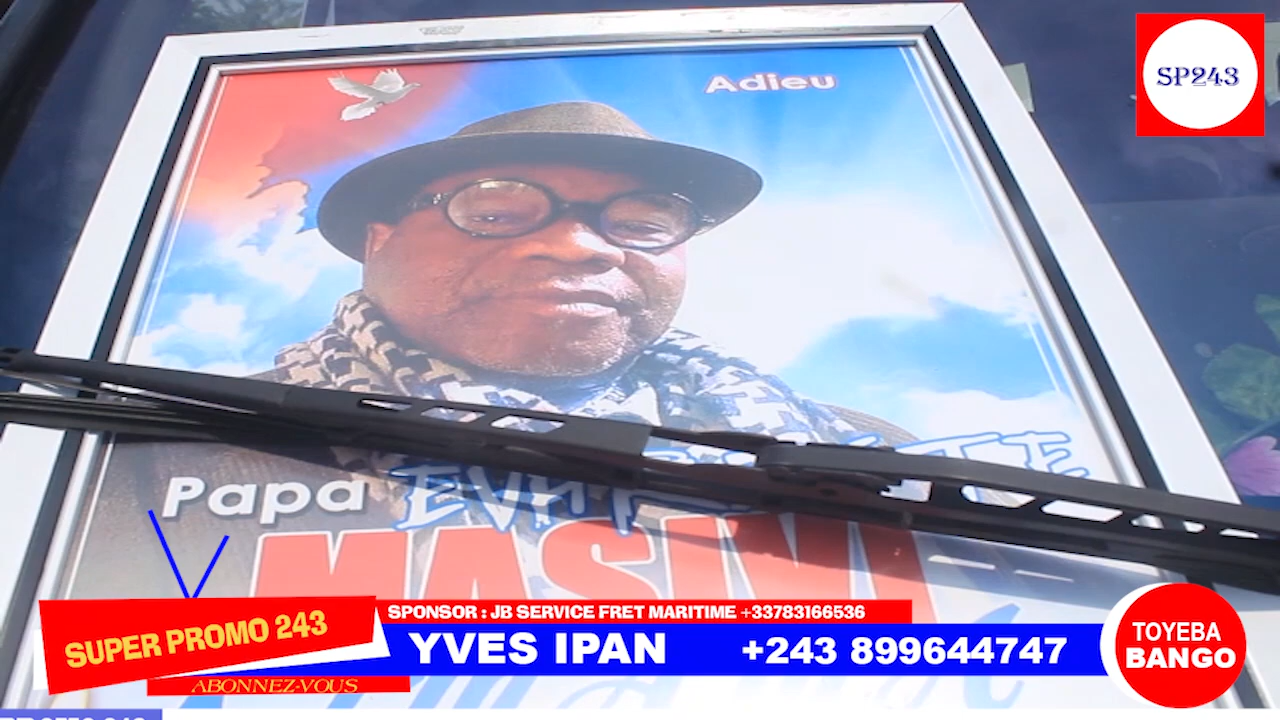 Adieu
SP243
Papa
MASIVI
SPONSOR : JB SERVICE FRET MARITIME +33783166536
SUPER PROMO 243
YVES IPAN +243 899644747
TOYEBA
BANGO
ABONNEZ-VOUS